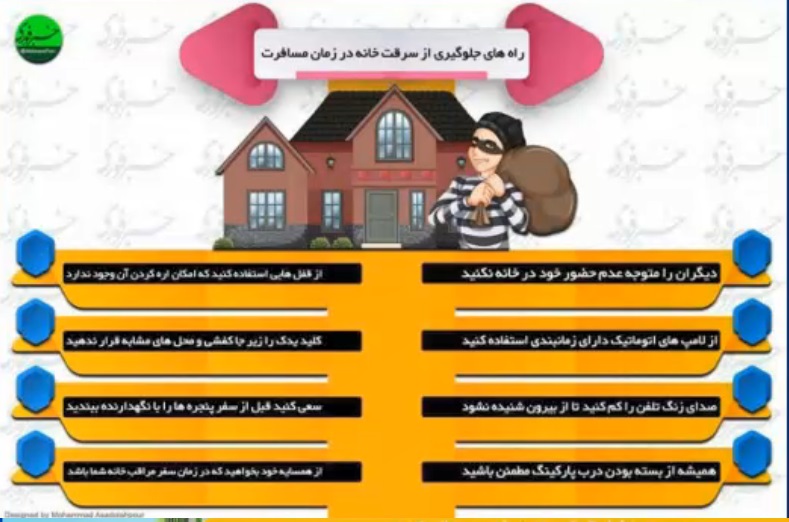 راه های جلوگیری از سرقت خانه در زمان مسافرت
دیگران را متوجه عدم حضور خود در خانه نکنید
از لامپ های اتوماتیک دارای زمانبندی استفاده کنید
صدای زنگ تلفن را کم کنید تا از بیرون شنیده نشود
همیشه از بسته بودن درب پارکینگ مطمئن باشید
از قفل هایی استفاده کنید که امکان اره کردن آن وجود ندارد
کلید یدک را زیر جا کفشی و محل های مشابه قرار ندهید
سعی کنید قبل از سفر پنجره ها را با نگهدارنده ببندید
از همسایه خود بخواهید که در زمان سفر مراقب خانه شما باشد
Designed by Mohammad Asadolahpour